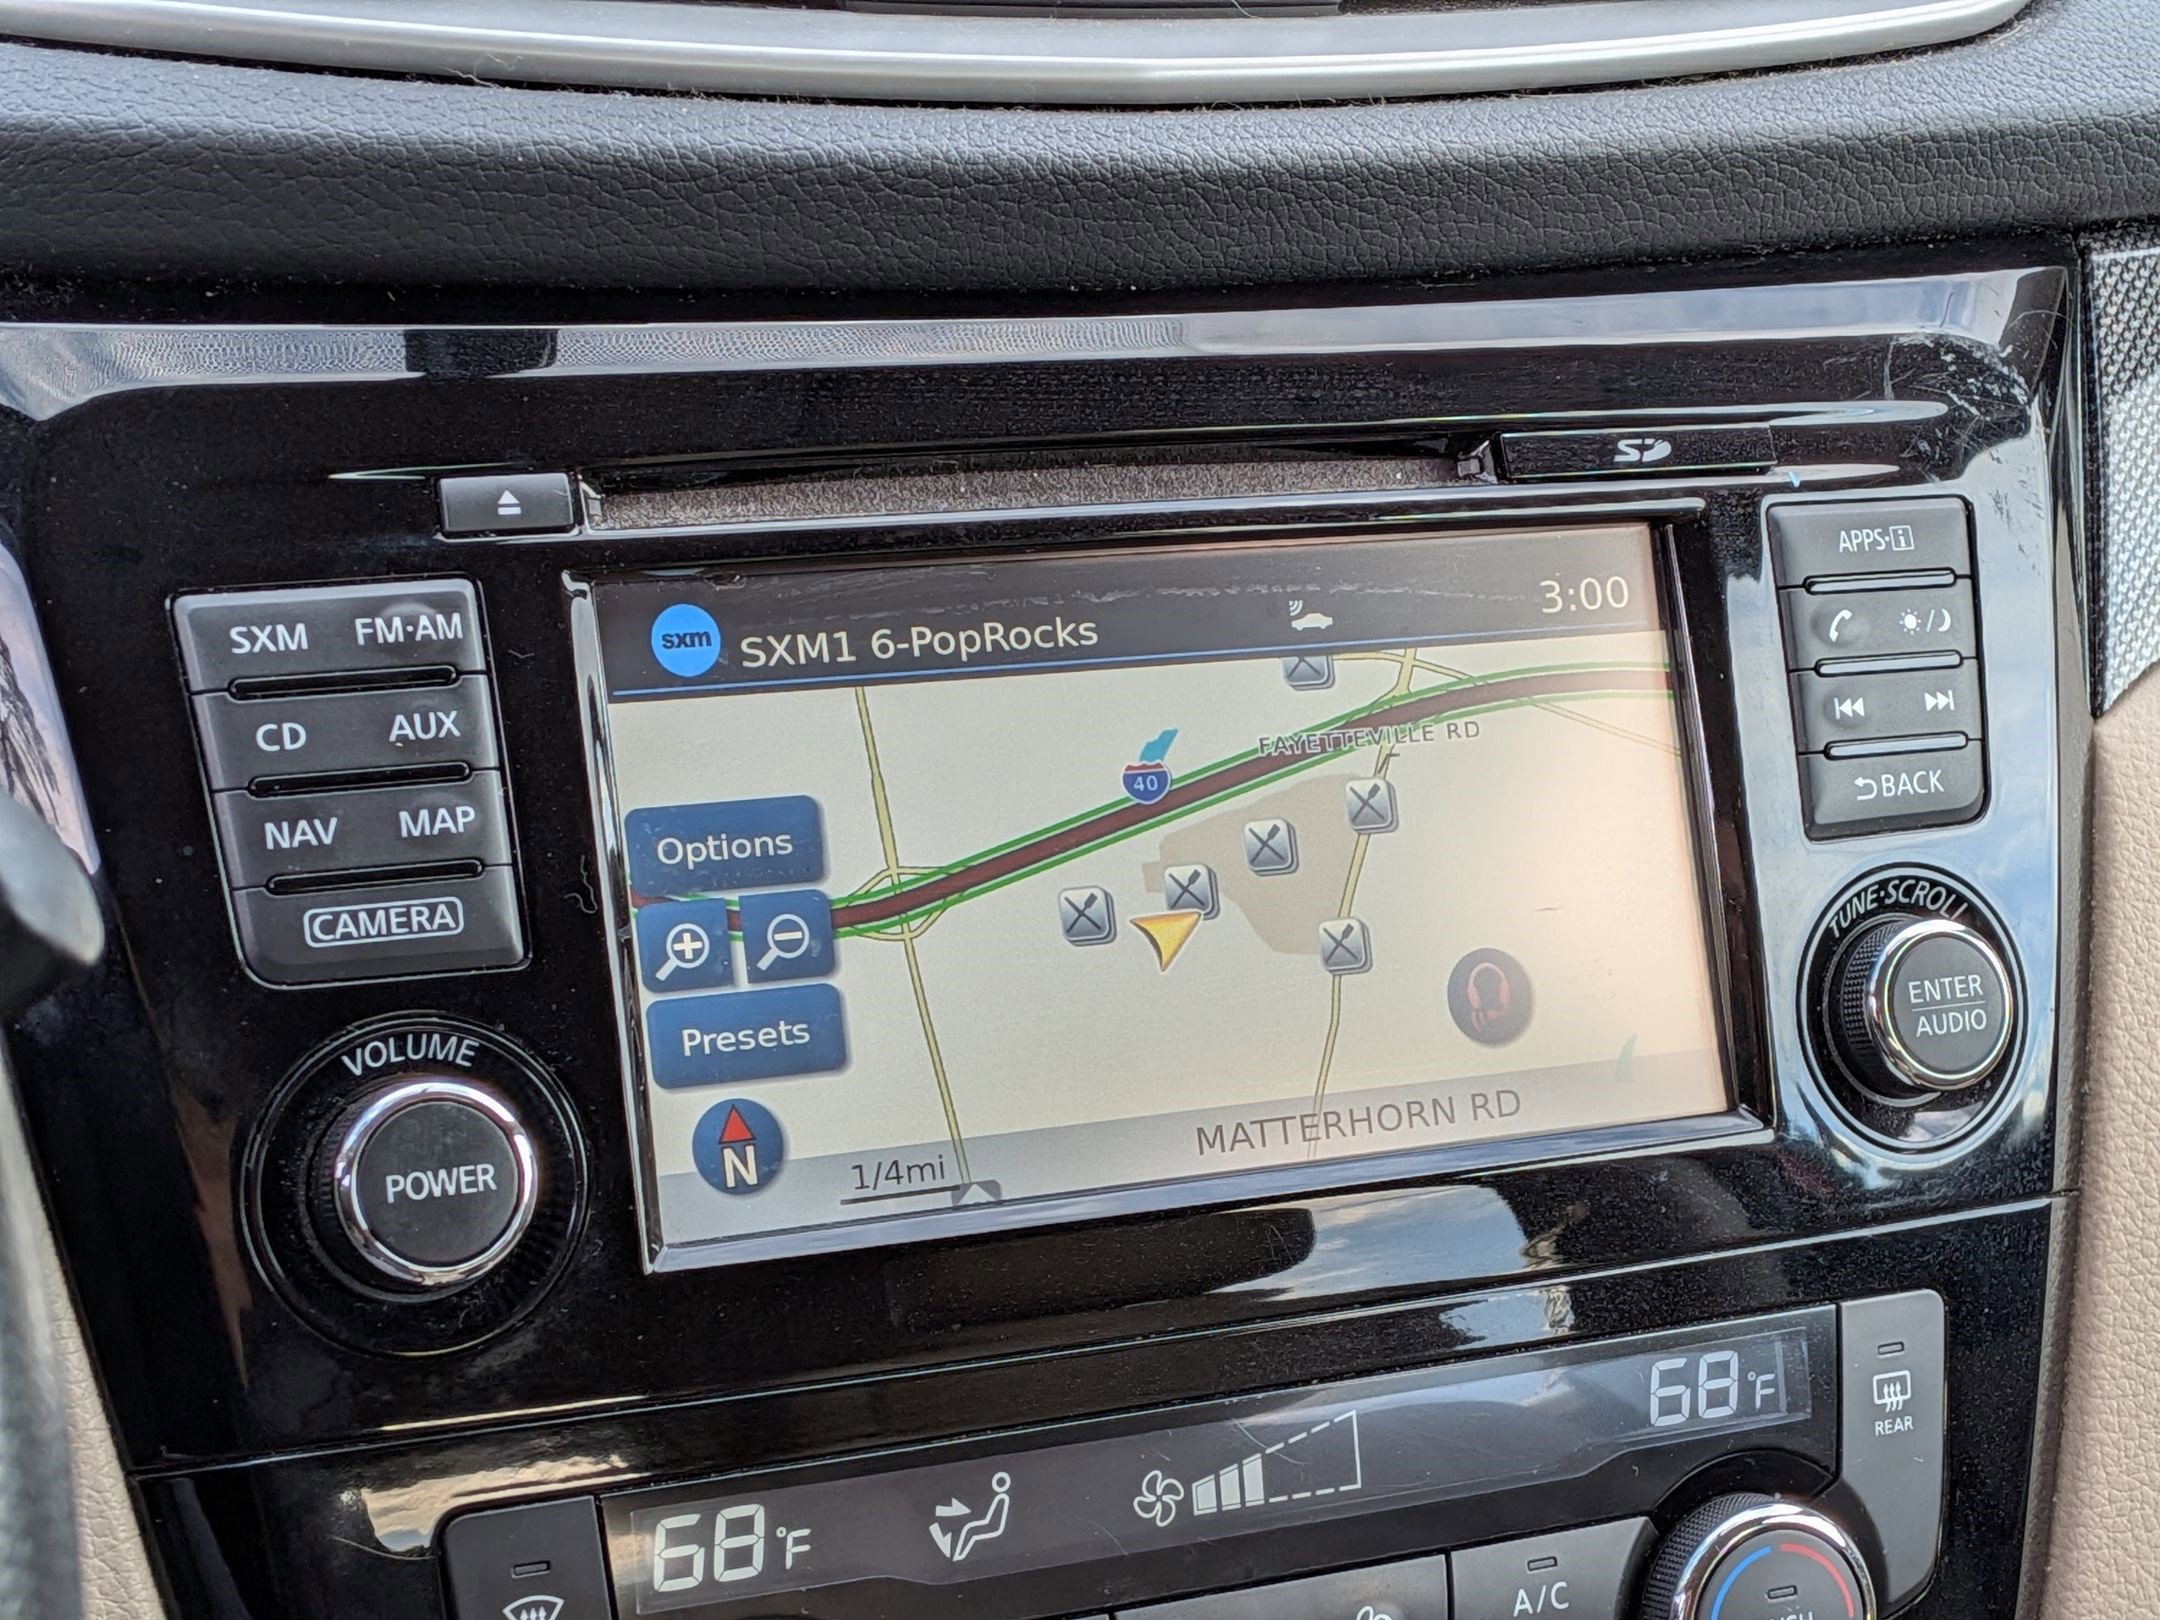 SD
APPS·i
SXM FM·AM
sxm SXM1 6-PopRocks
3:00
CD AUX
FAYETTEVILLE RD
40
BACK
NAV MAP
Options
CAMERA
TUNE·SCROLL
ENTER
AUDIO
Presets
VOLUME
POWER
N
1/4mi
MATTERHORN RD
68°F
REAR
68°F
A/C